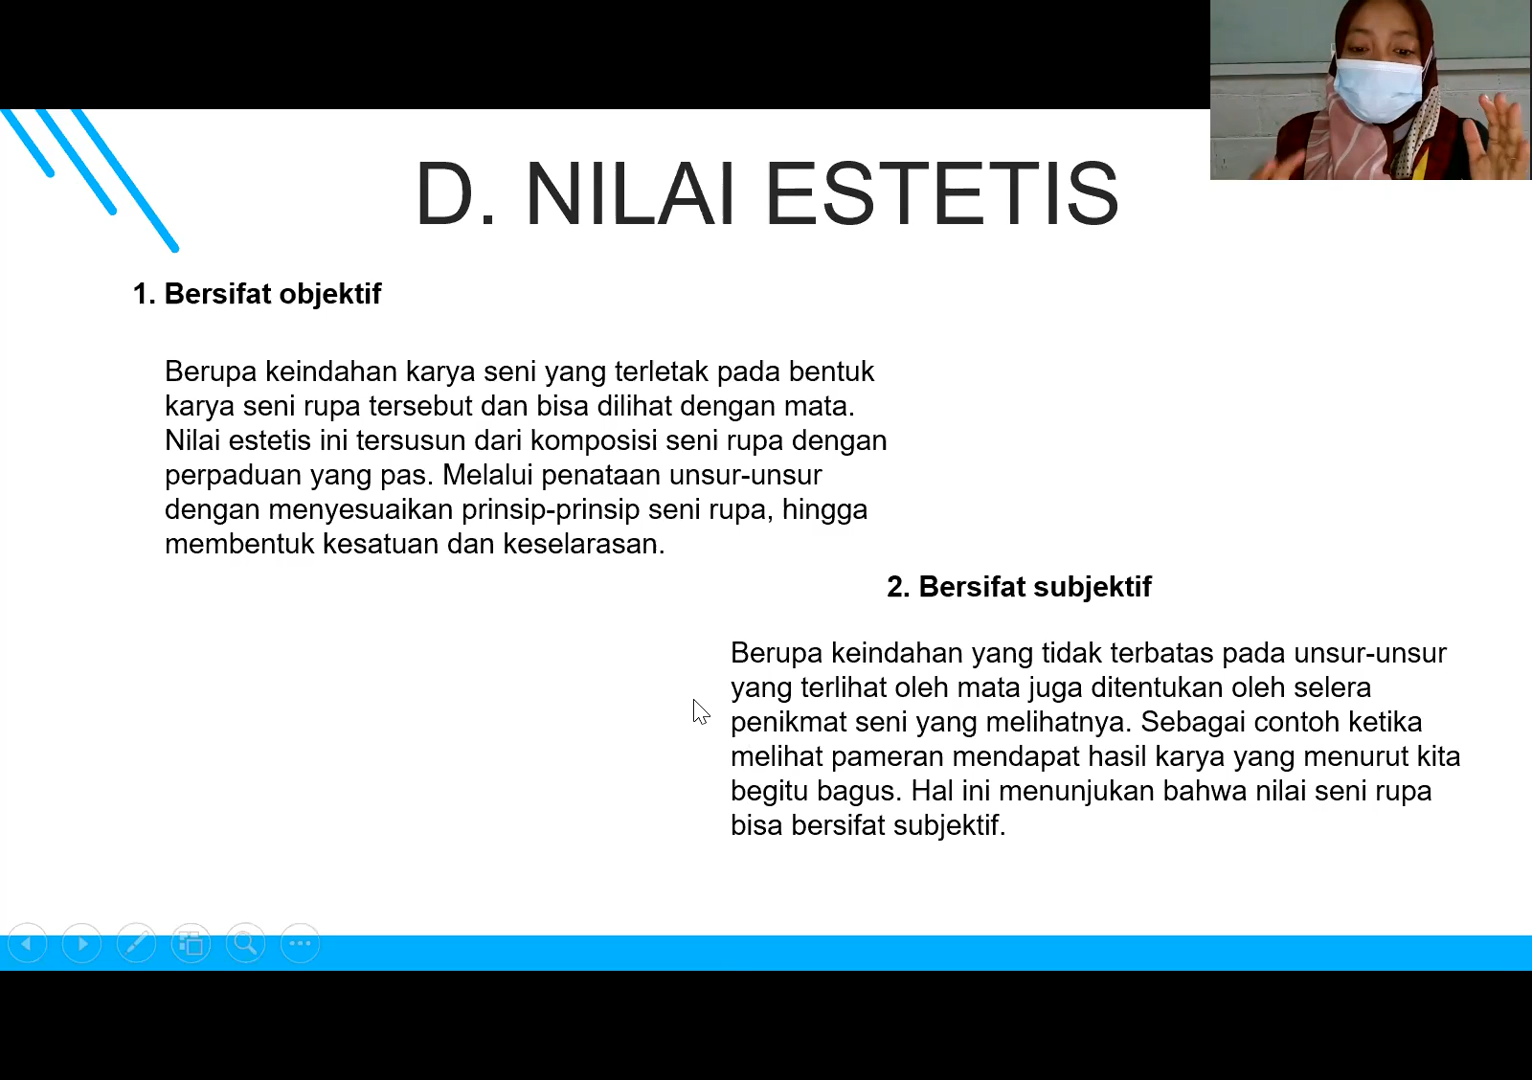 D. NILAI ESTETIS
1. Bersifat objektif
Berupa keindahan karya seni yang terletak pada bentuk
karya seni rupa tersebut dan bisa dilihat dengan mata.
Nilai estetis ini tersusun dari komposisi seni rupa dengan
perpaduan yang pas. Melalui penataan unsur-unsur
dengan menyesuaikan prinsip-prinsip seni rupa, hingga
membentuk kesatuan dan keselarasan.
2. Bersifat subjektif
Berupa keindahan yang tidak terbatas pada unsur-unsur
yang terlihat oleh mata juga ditentukan oleh selera
penikmat seni yang melihatnya. Sebagai contoh ketika
melihat pameran mendapat hasil karya yang menurut kita
begitu bagus. Hal ini menunjukan bahwa nilai seni rupa
bisa bersifat subjektif.